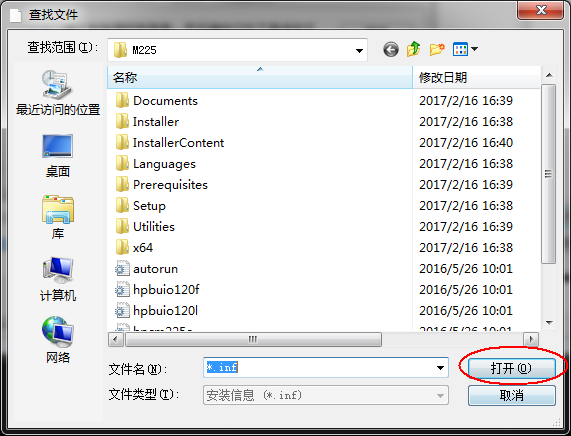 查找文件
查找范围(I): M225
名称 修改日期
Documents 2017/2/16 16:39
Installer 2017/2/16 16:38
InstallerContent 2017/2/16 16:40
Languages 2017/2/16 16:38
Prerequisites 2017/2/16 16:39
Setup 2017/2/16 16:38
Utilities 2017/2/16 16:39
x64 2017/2/16 16:38
autorun 2016/5/26 10:01
hpbuio120f 2016/5/26 10:01
hpbuio120l 2016/5/26 10:01
2016/5/26 10:01
最近访问的位置
桌面
库
计算机
网络
文件名(N): *.inf 打开(O)
文件类型(T): 安装信息 (*.inf) 取消